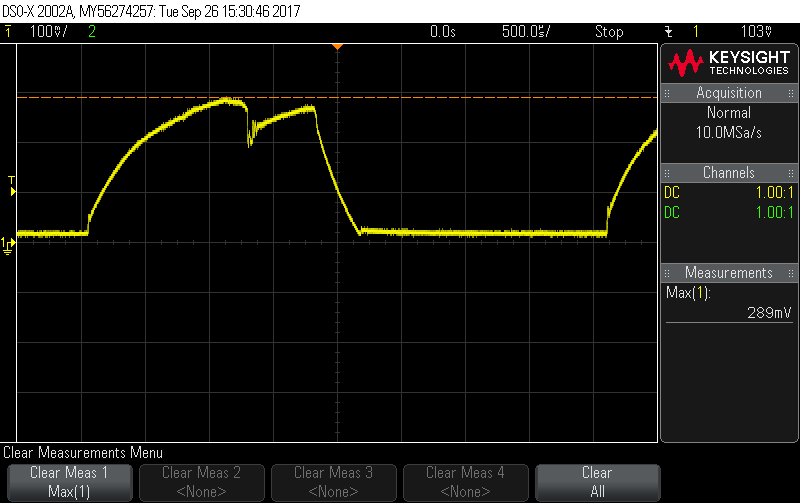 DSO-X 2002A, MY56274257: Tue Sep 26 15:30:46 2017
1 100▽/ 2 0.0s 500.0▽/ Stop 1 103▽
KEYSIGHT
TECHNOLOGIES
Acquisition
Normal
10.0MSa/s
Channels
DC 1.00:1
DC 1.00:1
Measurements
Max(1):
289mV
T
1
Clear Measurements Menu
Clear Meas 1
Max(1)
Clear Meas 2
<None>
Clear Meas 3
<None>
Clear Meas 4
<None>
Clear
All